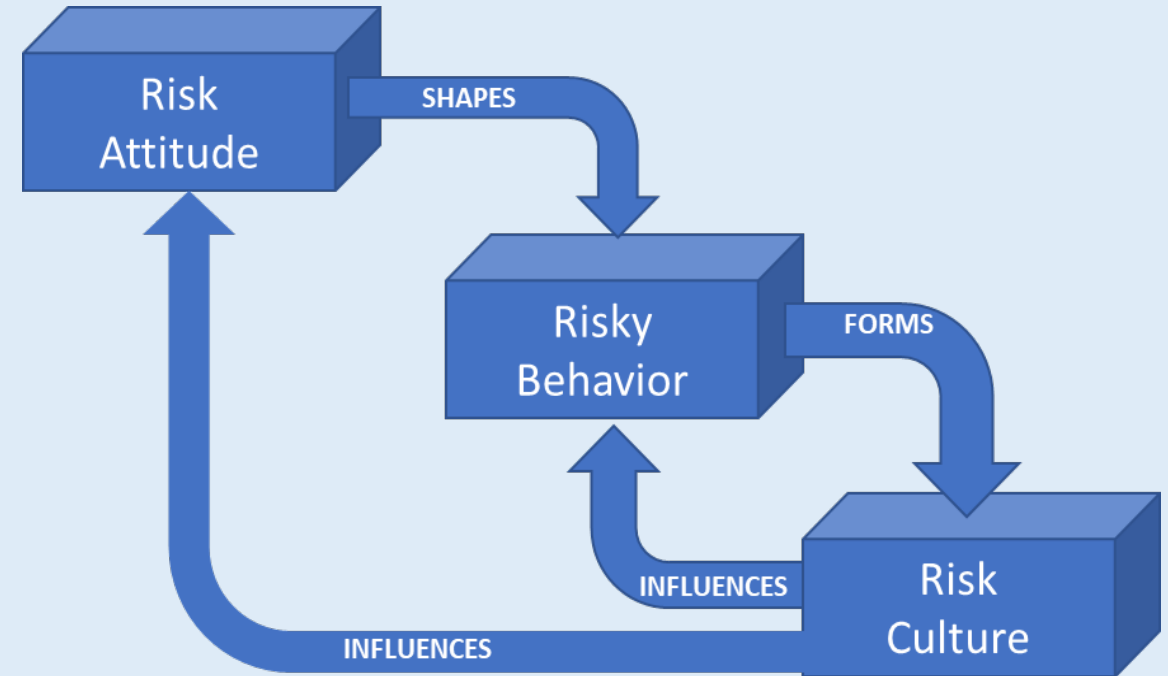 Risk
Attitude
SHAPES
Risky
Behavior
FORMS
INFLUENCES
Risk
Culture
INFLUENCES